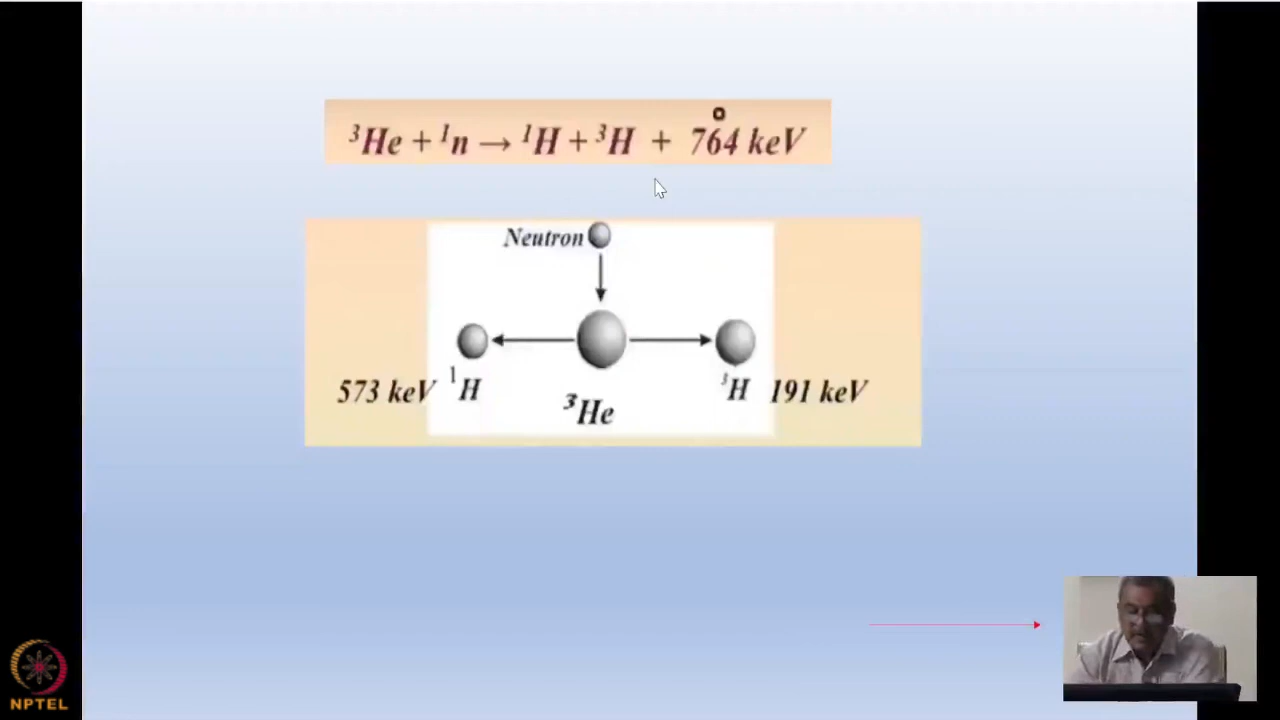 ³He + ¹n → ¹H + ³H + 764 keV
Neutron
573 keV ¹H
³He
³H 191 keV
NPTEL